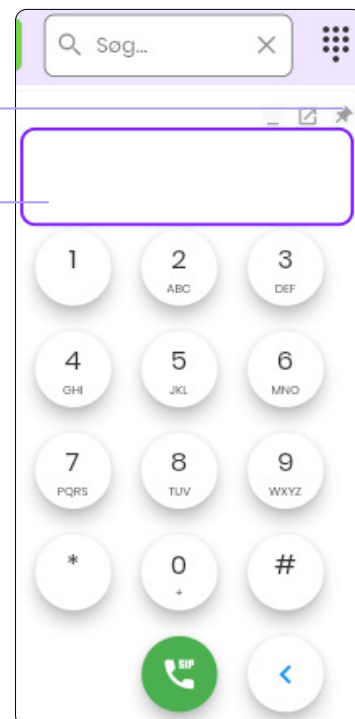 Søg...
1 2 3
ABC DEF
4 5 6
GHI JKL MNO
7 8 9
PQRS TUV WXYZ
* 0 #
+
SIP